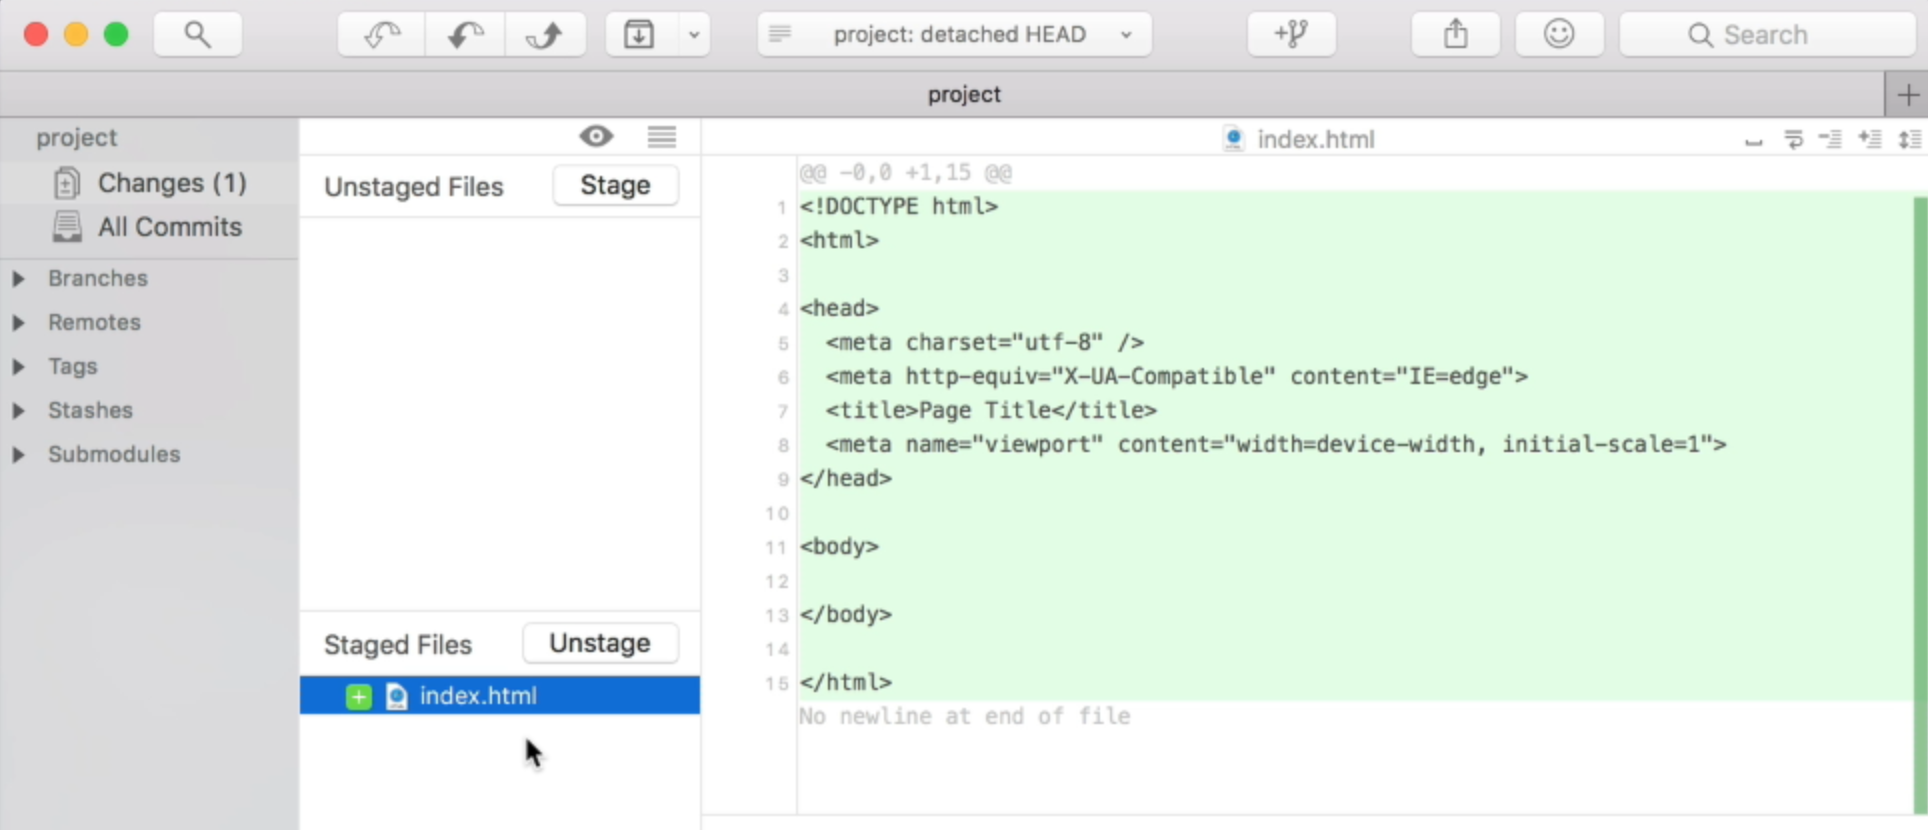 project: detached HEAD
Search
project
project
Changes (1)
All Commits
Branches
Remotes
Tags
Stashes
Submodules
Unstaged Files
Stage
Staged Files
Unstage
index.html
index.html
@@ -0,0 +1,15 @@
1 <!DOCTYPE html>
2 <html>
3
4 <head>
5   <meta charset="utf-8" />
6   <meta http-equiv="X-UA-Compatible" content="IE=edge">
7   <title>Page Title</title>
8   <meta name="viewport" content="width=device-width, initial-scale=1">
9 </head>
10
11 <body>
12
13 </body>
14
15 </html>
No newline at end of file